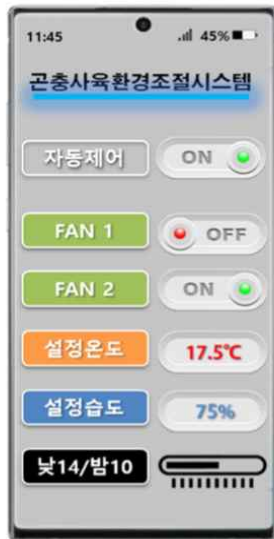 11:45 45%
곤충사육환경조절시스템
자동제어 ON
FAN 1 OFF
FAN 2 ON
설정온도 17.5℃
설정습도 75%
낮14/밤10